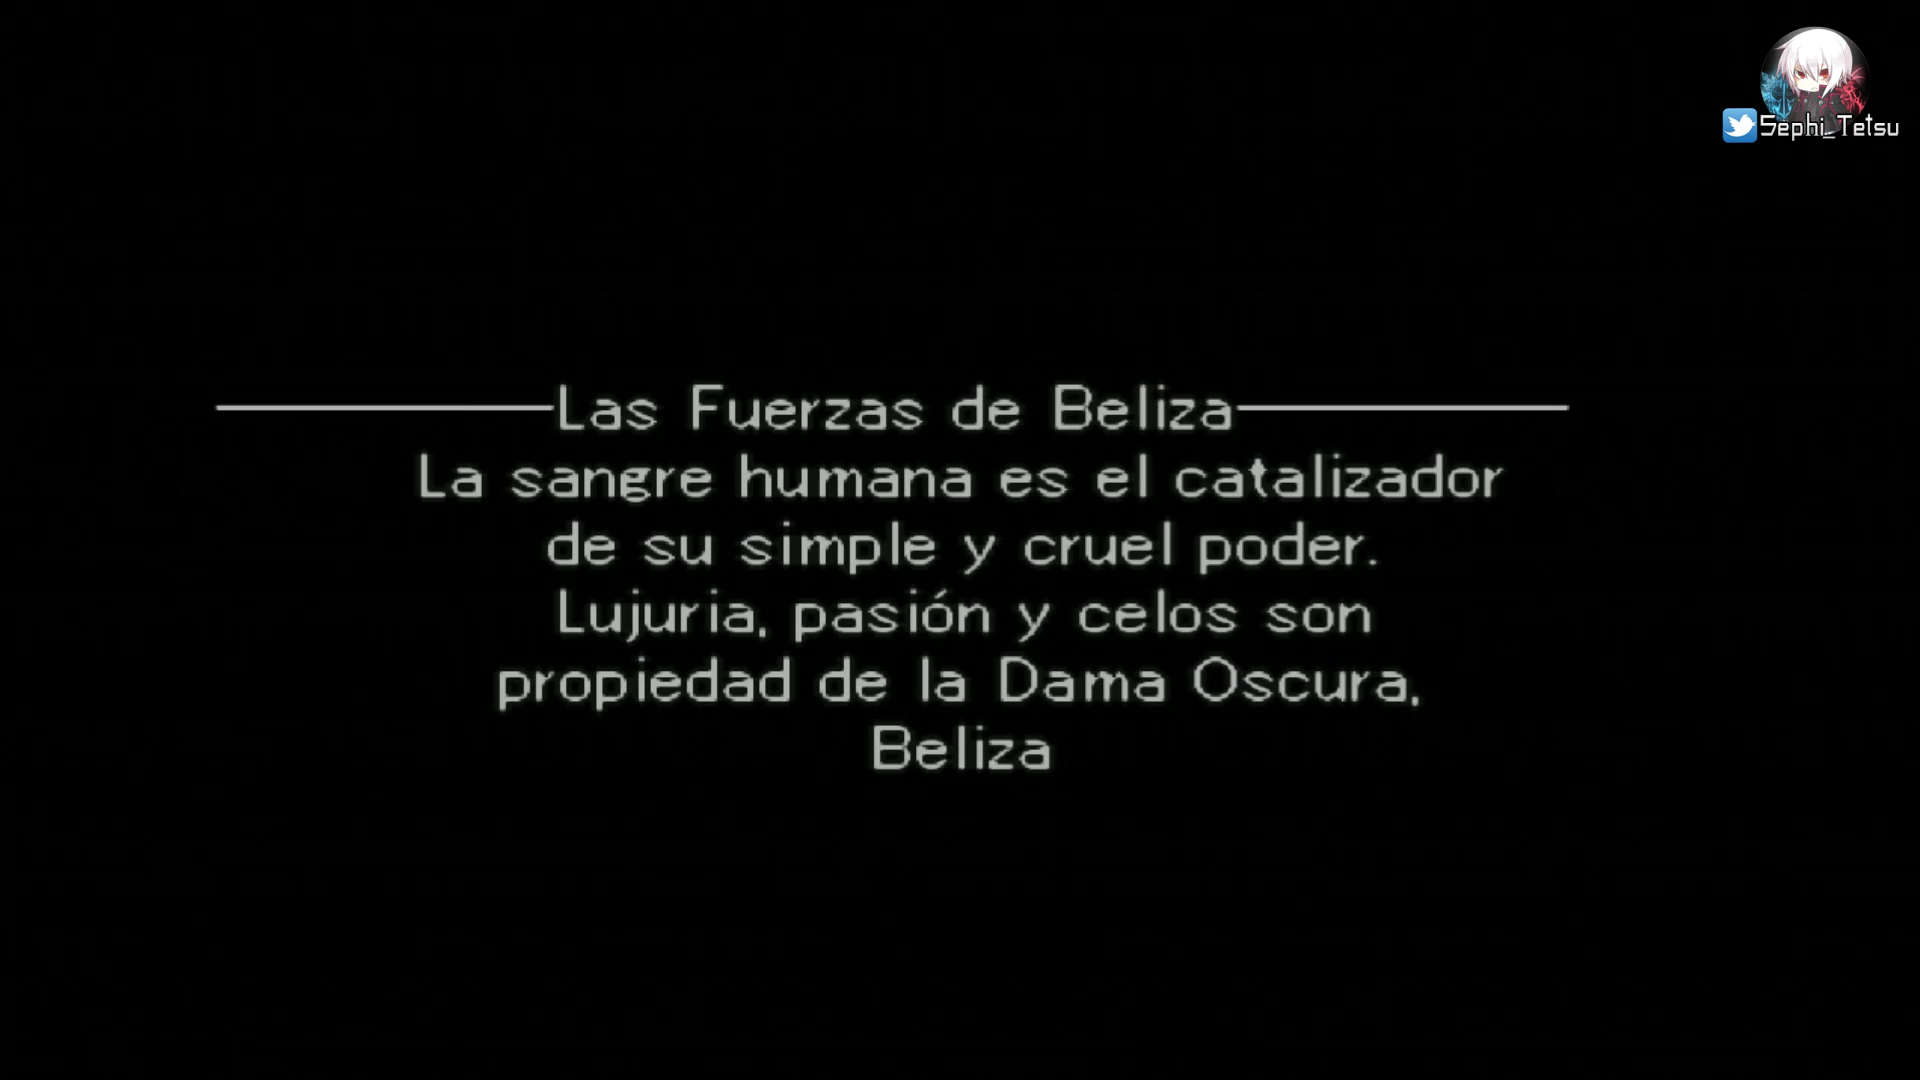 Sephi_Tetsu
Las Fuerzas de Beliza
La sangre humana es el catalizador
de su simple y cruel poder.
Lujuria, pasión y celos son
propiedad de la Dama Oscura,
Beliza